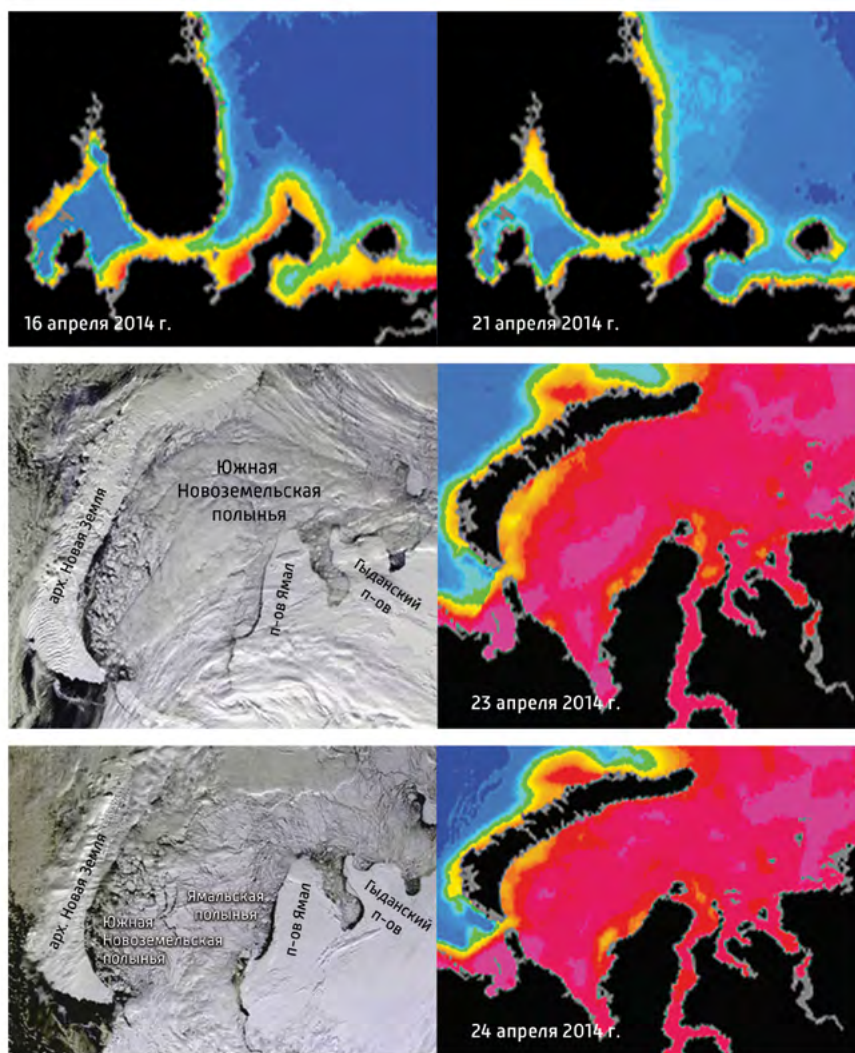 16 апреля 2014 г.
21 апреля 2014 г.
арх. Новая Земля
Южная
Новоземельская
полынья
п-ов Ямал
Гыданский
п-ов
23 апреля 2014 г.
арх. Новая Земля
Южная
Новоземельская
полынья
Ямальская
полынья
п-ов Ямал
Гыданский
п-ов
24 апреля 2014 г.